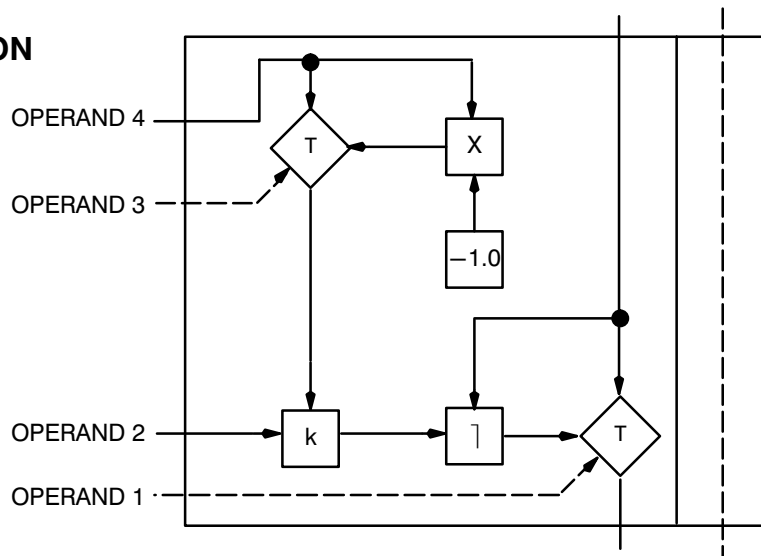 ON
OPERAND 4
T
X
OPERAND 3
−1.0
OPERAND 2
k
T
OPERAND 1